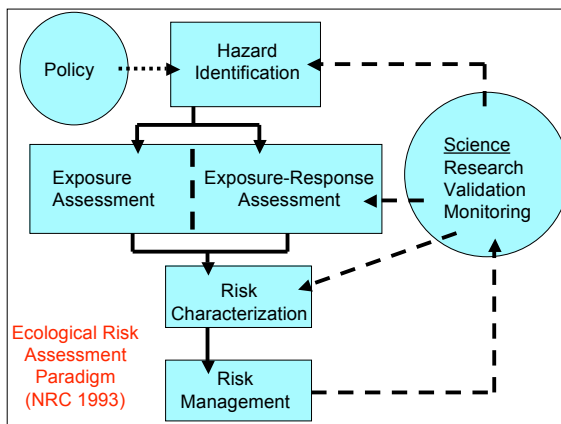 Policy
Hazard
Identification
Science
Research
Validation
Monitoring
Exposure
Assessment
Exposure-Response
Assessment
Risk
Characterization
Ecological Risk
Assessment
Paradigm
(NRC 1993)
Risk
Management